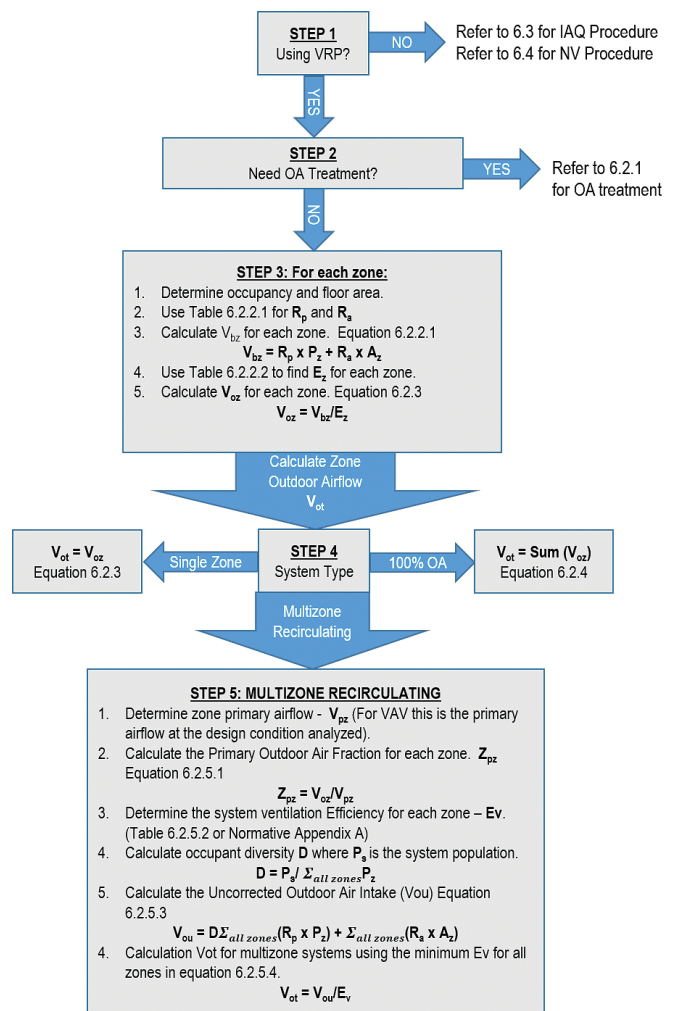 STEP 1
Using VRP?
NO
Refer to 6.3 for IAQ Procedure
Refer to 6.4 for NV Procedure
YES
STEP 2
Need OA Treatment?
YES
Refer to 6.2.1
for OA treatment
NO
STEP 3: For each zone:
1. Determine occupancy and floor area.
2. Use Table 6.2.2.1 for Rp and Ra
3. Calculate Vbz for each zone. Equation 6.2.2.1
Vbz = Rp x Pz + Ra x Az
4. Use Table 6.2.2.2 to find Ez for each zone.
5. Calculate Voz for each zone. Equation 6.2.3
Voz = Vbz/Ez
Calculate Zone
Outdoor Airflow
Vot
Vot = Voz
Equation 6.2.3
Single Zone
STEP 4
System Type
100% OA
Vot = Sum (Voz)
Equation 6.2.4
Multizone
Recirculating
STEP 5: MULTIZONE RECIRCULATING
1. Determine zone primary airflow - Vpz (For VAV this is the primary
airflow at the design condition analyzed).
2. Calculate the Primary Outdoor Air Fraction for each zone. Zpz
Equation 6.2.5.1
Zpz = Voz/Vpz
3. Determine the system ventilation Efficiency for each zone – Ev.
(Table 6.2.5.2 or Normative Appendix A)
4. Calculate occupant diversity D where Ps is the system population.
D = Ps/ Σall zonesPz
5. Calculate the Uncorrected Outdoor Air Intake (Vou) Equation
6.2.5.3
Vou = DΣall zones(Rp x Pz) + Σall zones(Ra x Az)
4. Calculation Vot for multizone systems using the minimum Ev for all
zones in equation 6.2.5.4.
Vot = Vou/Ev